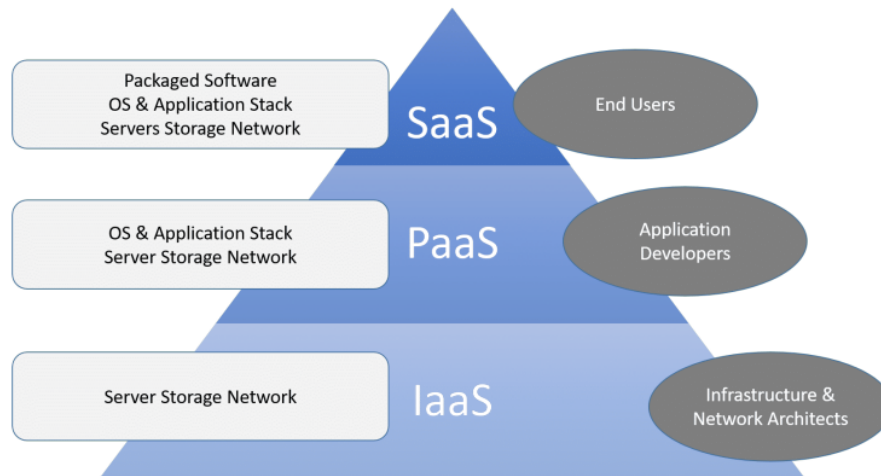 Packaged Software
OS & Application Stack
Servers Storage Network
SaaS
End Users
OS & Application Stack
Server Storage Network
PaaS
Application
Developers
Server Storage Network
IaaS
Infrastructure &
Network Architects